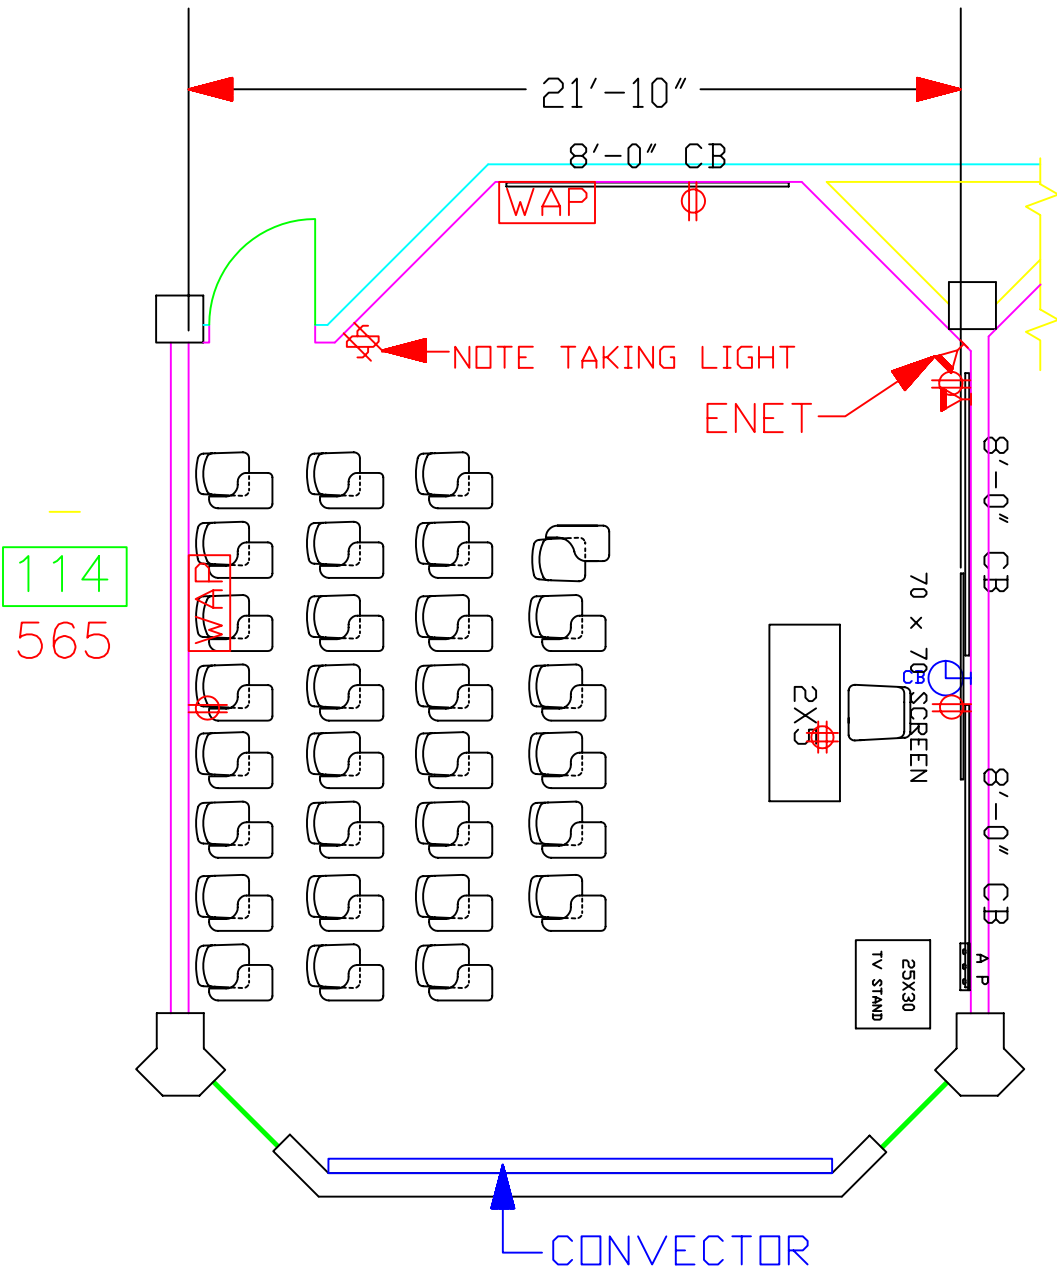 21'-10"
8'-0" CB
WAP
NOTE TAKING LIGHT
ENET
8'-0" CB
114
565
WAP
70 × 70 SCREEN
CB
2X5
8'-0" CB
25X30
TV STAND
A P
CONVECTOR